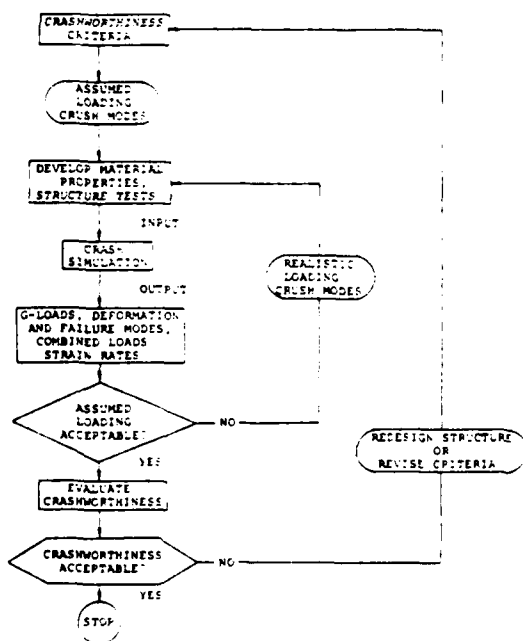 CRASHWORTHINESS
CRITERIA
ASSUMED
LOADING
CRUSH MODES
DEVELOP MATERIAL
PROPERTIES,
STRUCTURE TESTS
INPUT
CRASH
SIMULATION
OUTPUT
REALISTIC
LOADING
CRUSH MODES
G-LOADS, DEFORMATION
AND FAILURE MODES,
COMBINED LOADS
STRAIN RATES
ASSUMED
LOADING
ACCEPTABLE?
NO
YES
REDESIGN STRUCTURE
OR
REVISE CRITERIA
EVALUATE
CRASHWORTHINESS
CRASHWORTHINESS
ACCEPTABLE?
NO
YES
STOP